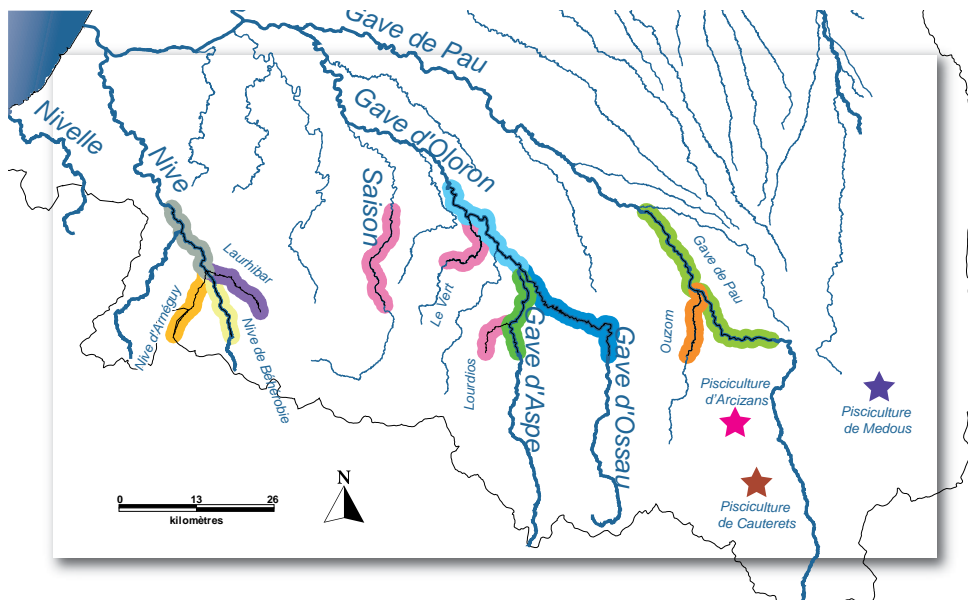 Gave de Pau
Nivelle
Nive
Gave d'Oloron
Saison
Laurhibar
Gave de Pau
Nive d'Arnéguy
Nive de Béhérobie
Le Vert
Lourdios
Gave d'Aspe
Gave d'Ossau
Ouzom
Pisciculture
d'Arcizans
Pisciculture
de Medous
Pisciculture
de Cauterets
N
0 13 26
kilomètres